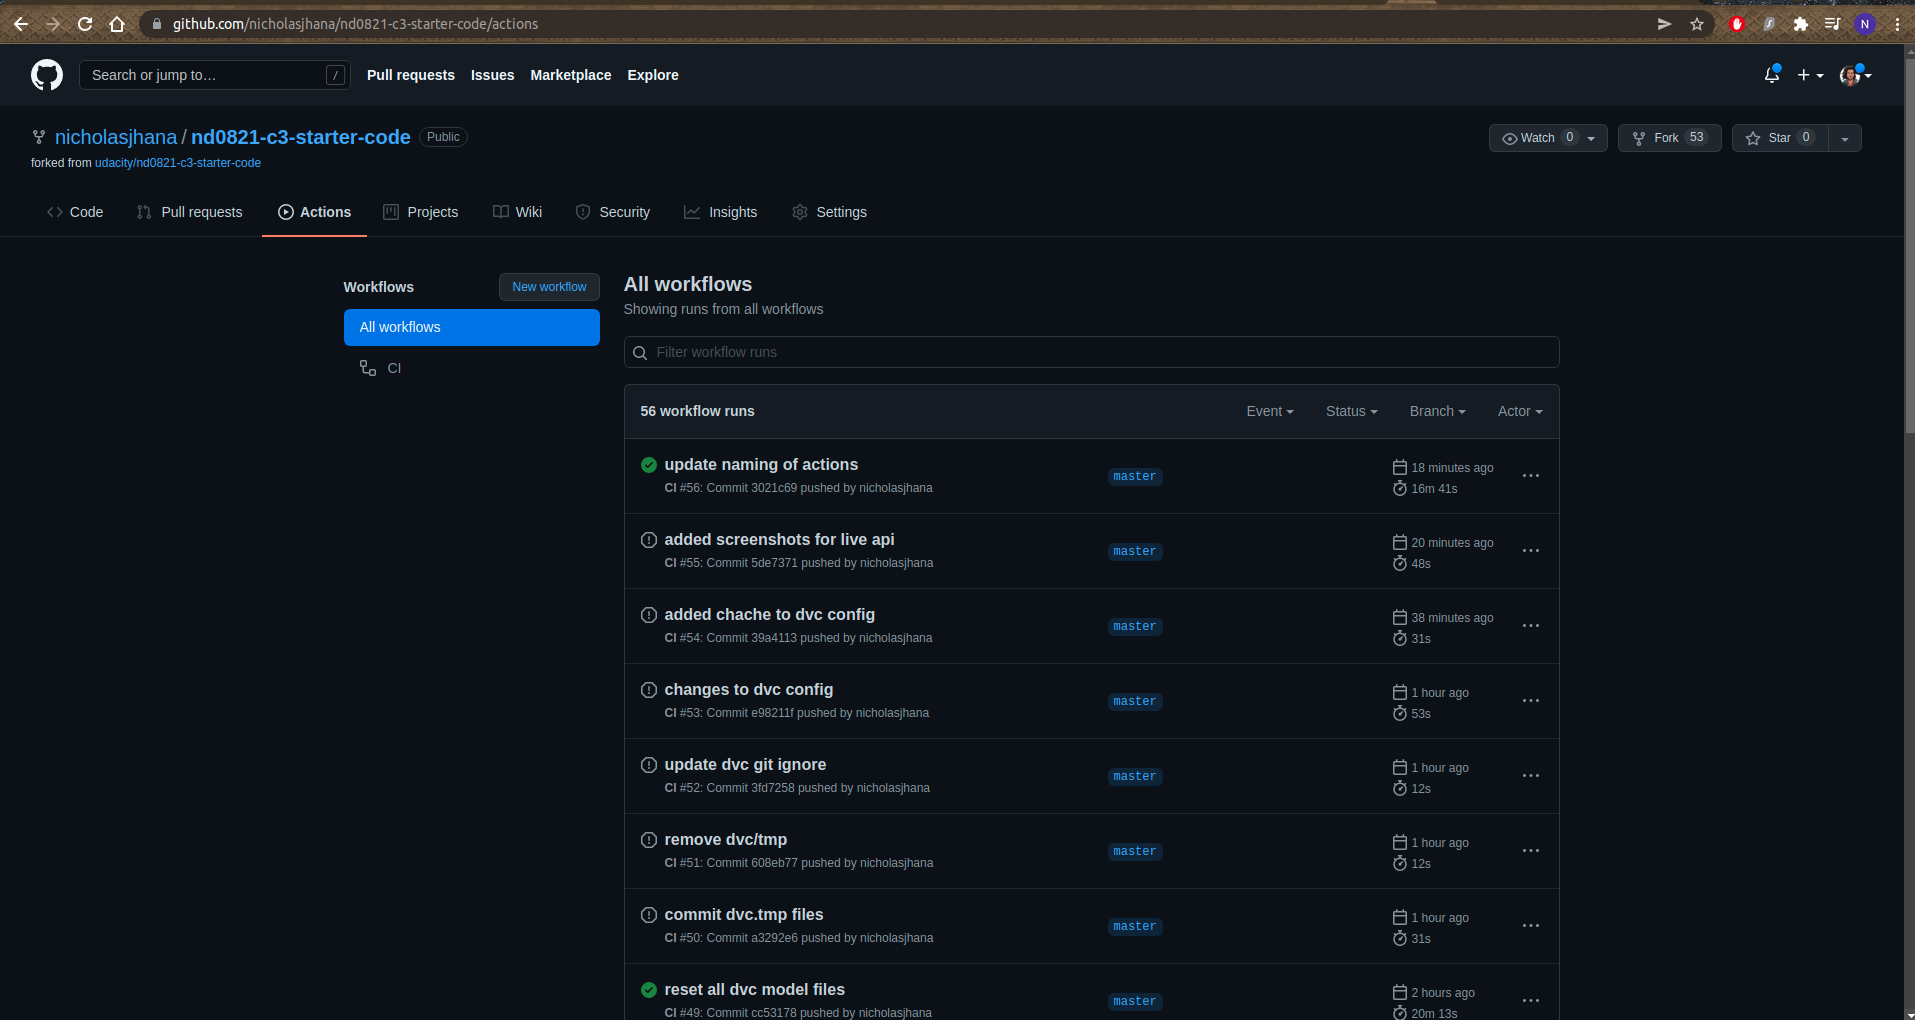 github.com/nicholasjhana/nd0821-c3-starter-code/actions
N
Search or jump to…
/
Pull requests
Issues
Marketplace
Explore
nicholasjhana / nd0821-c3-starter-code
Public
forked from udacity/nd0821-c3-starter-code
Watch 0
Fork 53
Star 0
Code
Pull requests
Actions
Projects
Wiki
Security
Insights
Settings
Workflows
New workflow
All workflows
CI
All workflows
Showing runs from all workflows
Filter workflow runs
56 workflow runs
Event
Status
Branch
Actor
update naming of actions
CI #56: Commit 3021c69 pushed by nicholasjhana
master
18 minutes ago
16m 41s
added screenshots for live api
CI #55: Commit 5de7371 pushed by nicholasjhana
master
20 minutes ago
48s
added chache to dvc config
CI #54: Commit 39a4113 pushed by nicholasjhana
master
38 minutes ago
31s
changes to dvc config
CI #53: Commit e98211f pushed by nicholasjhana
master
1 hour ago
53s
update dvc git ignore
CI #52: Commit 3fd7258 pushed by nicholasjhana
master
1 hour ago
12s
remove dvc/tmp
CI #51: Commit 608eb77 pushed by nicholasjhana
master
1 hour ago
12s
commit dvc.tmp files
CI #50: Commit a3292e6 pushed by nicholasjhana
master
1 hour ago
31s
reset all dvc model files
CI #49: Commit cc53178 pushed by nicholasjhana
master
2 hours ago
20m 13s